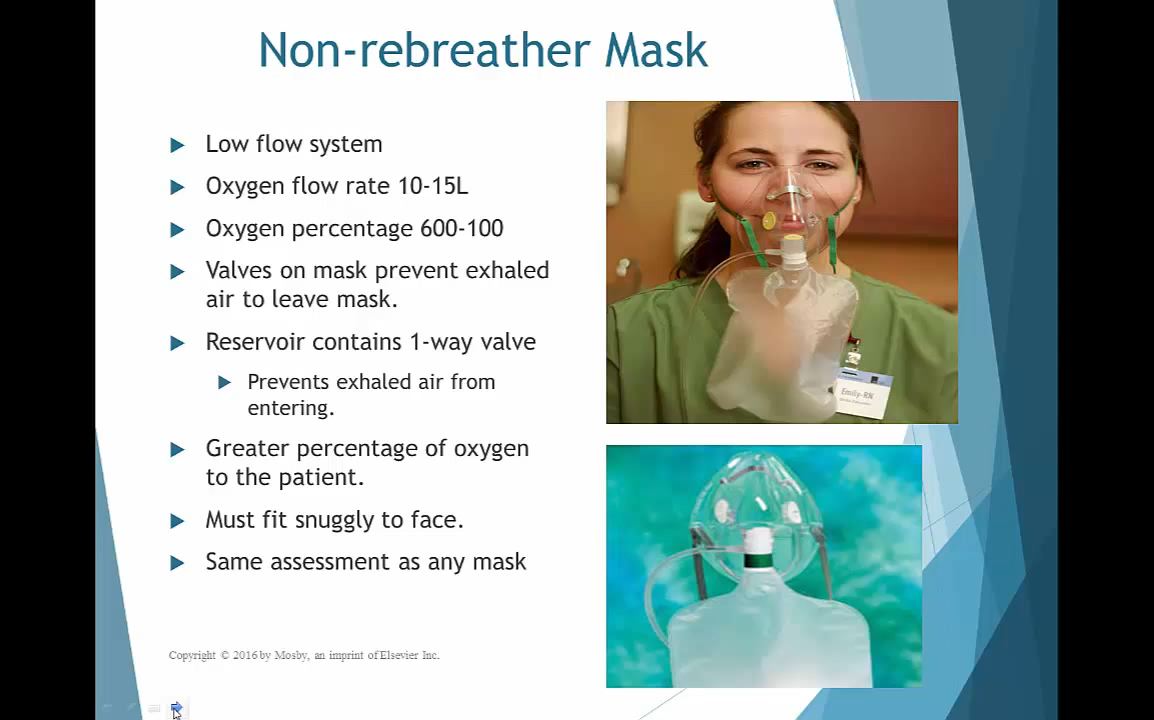 Non-rebreather Mask
Low flow system
Oxygen flow rate 10-15L
Oxygen percentage 600-100
Valves on mask prevent exhaled
air to leave mask.
Reservoir contains 1-way valve
Prevents exhaled air from
entering.
Greater percentage of oxygen
to the patient.
Must fit snuggly to face.
Same assessment as any mask
Emily-RN
Copyright © 2016 by Mosby, an imprint of Elsevier Inc.